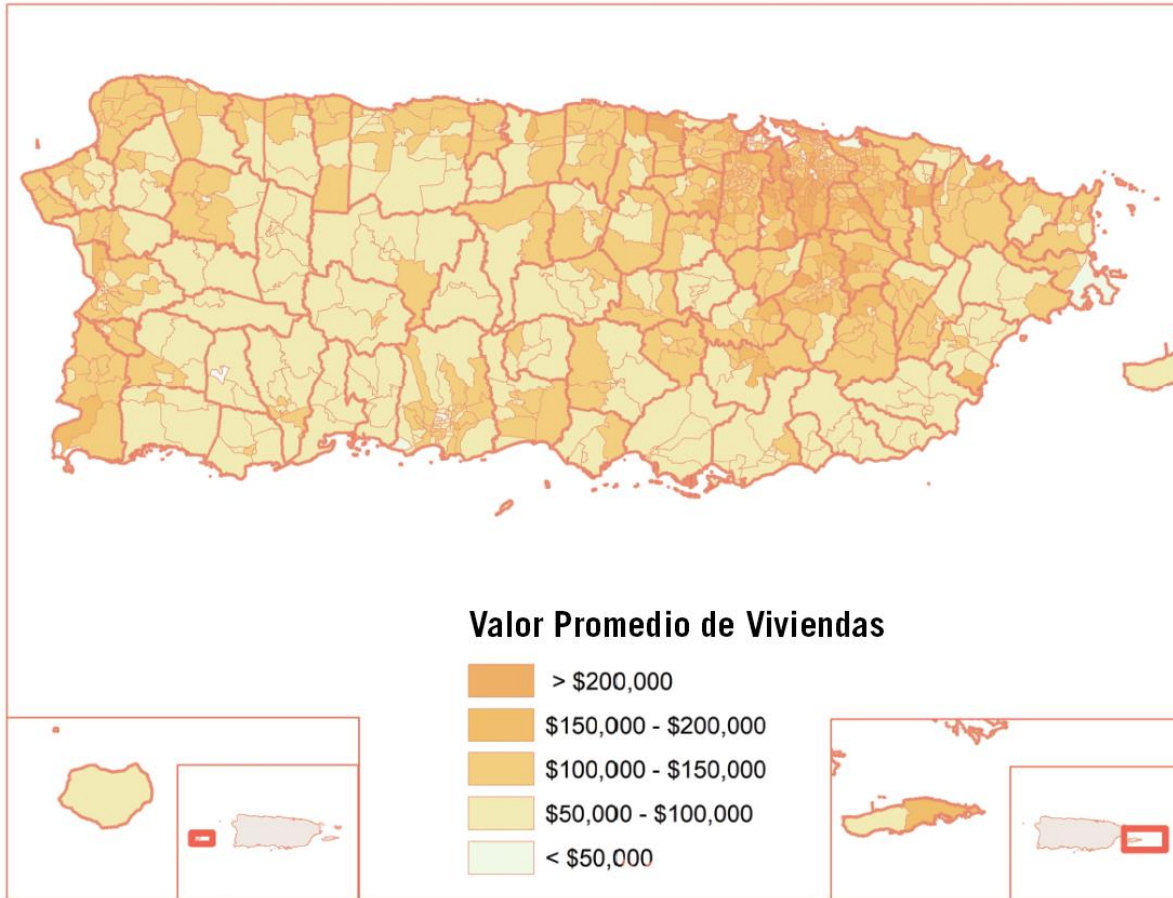 Valor Promedio de Viviendas
> $200,000
$150,000 - $200,000
$100,000 - $150,000
$50,000 - $100,000
< $50,000